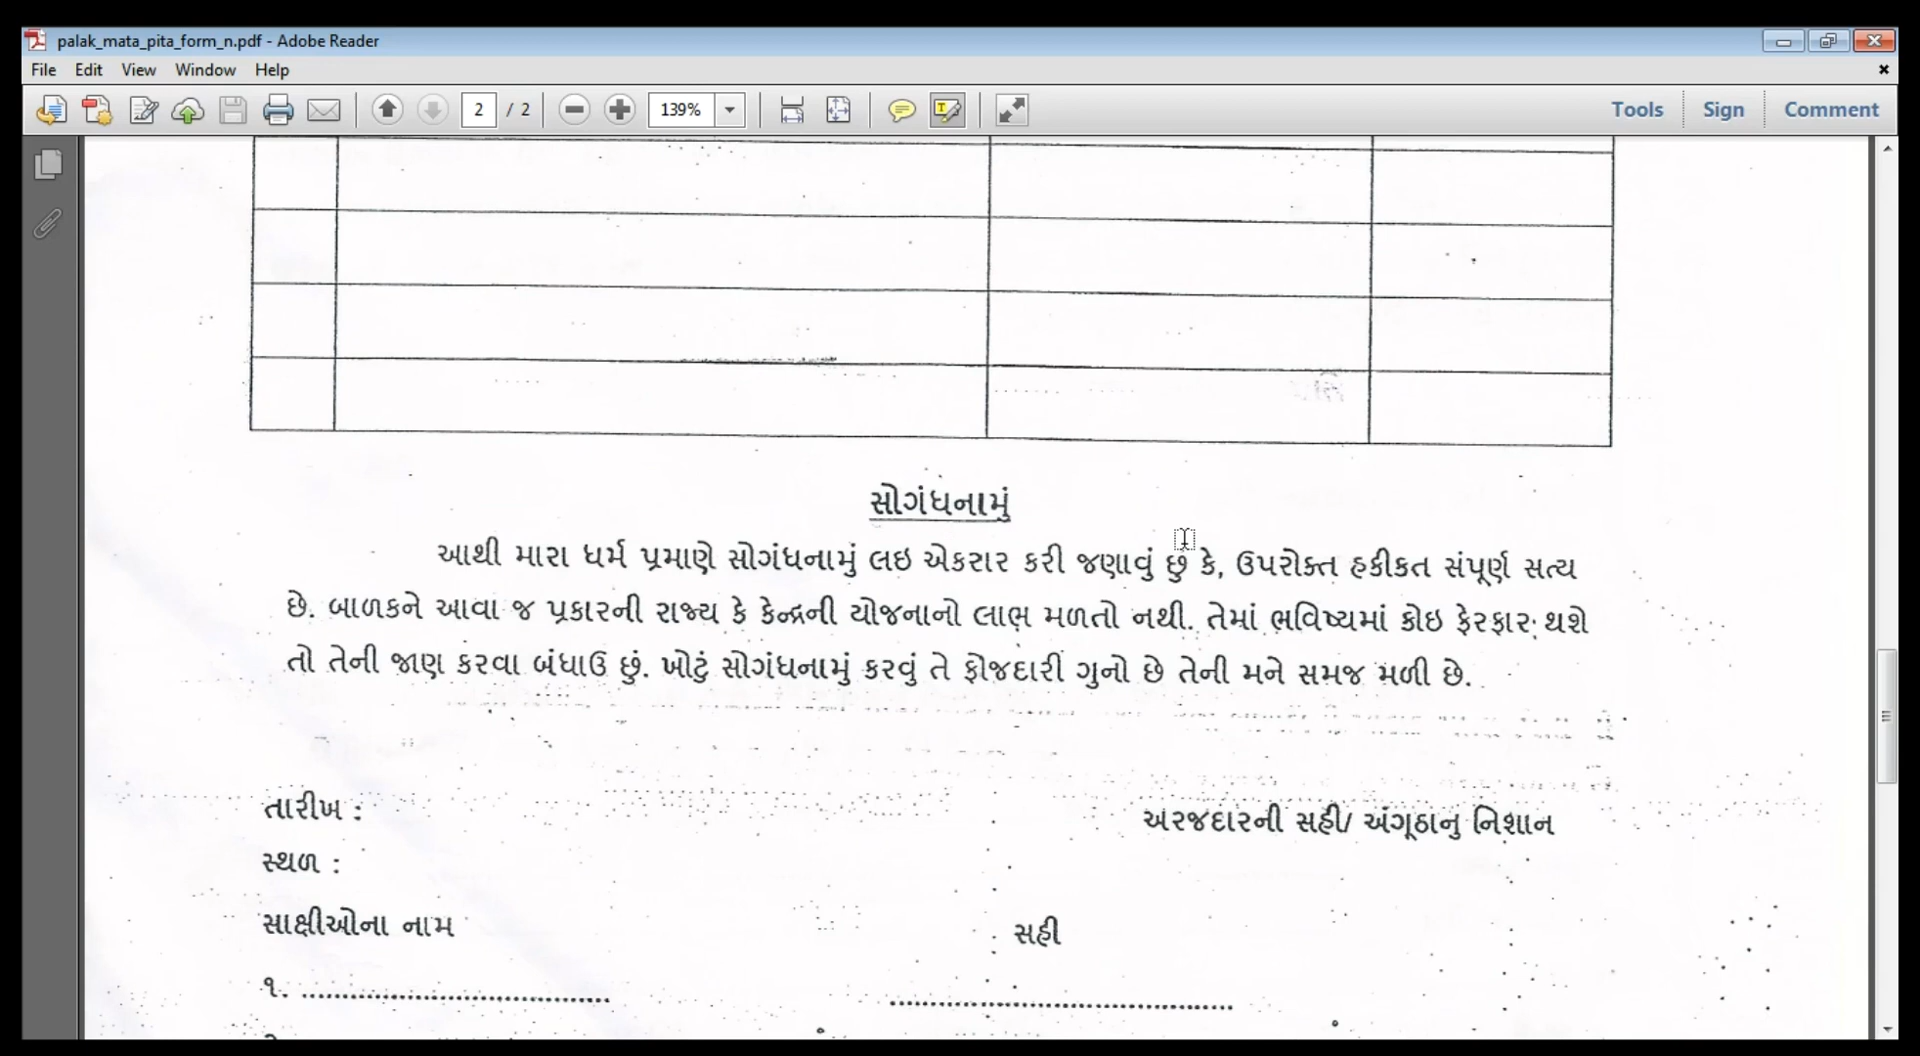 palak_mata_pita_form_n.pdf - Adobe Reader
File Edit View Window Help
2 / 2 139% Tools Sign Comment
સોગંધનામું
આથી મારા ધર્મ પ્રમાણે સોગંધનામું લઇ એકરાર કરી જણાવું છુ કે, ઉપરોક્ત હકીકત સંપૂર્ણ સત્ય
છે. બાળકને આવા જ પ્રકારની રાજ્ય કે કેન્દ્રની યોજનાનો લાભ મળતો નથી. તેમાં ભવિષ્યમાં કોઇ ફેરફાર થશે
તો તેની જાણ કરવા બંધાઉ છું. ખોટું સોગંધનામું કરવું તે ફોજદારી ગુનો છે તેની મને સમજ મળી છે.
તારીખ :
અરજદારની સહી/ અંગૂઠાનુ નિશાન
સ્થળ :
સાક્ષીઓના નામ
સહી
૧. ........................................ ........................................